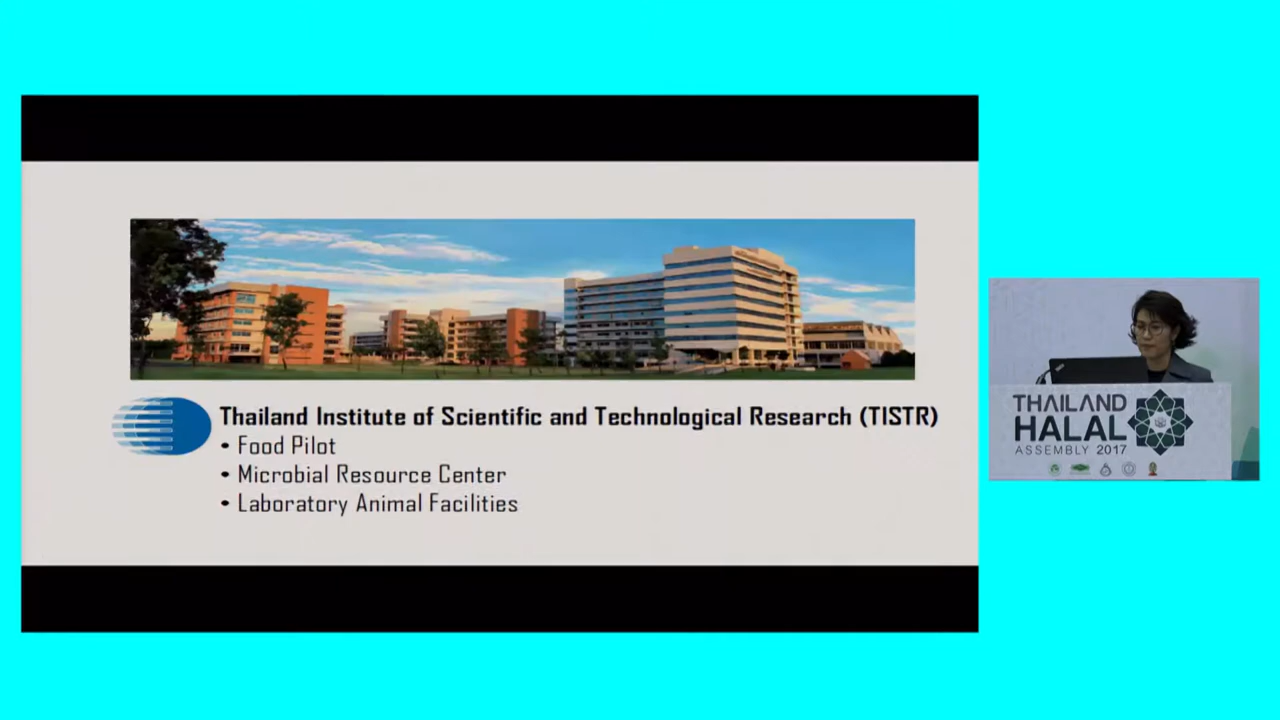 Thailand Institute of Scientific and Technological Research (TISTR)
• Food Pilot
• Microbial Resource Center
• Laboratory Animal Facilities
THAILAND
HALAL
ASSEMBLY 2017